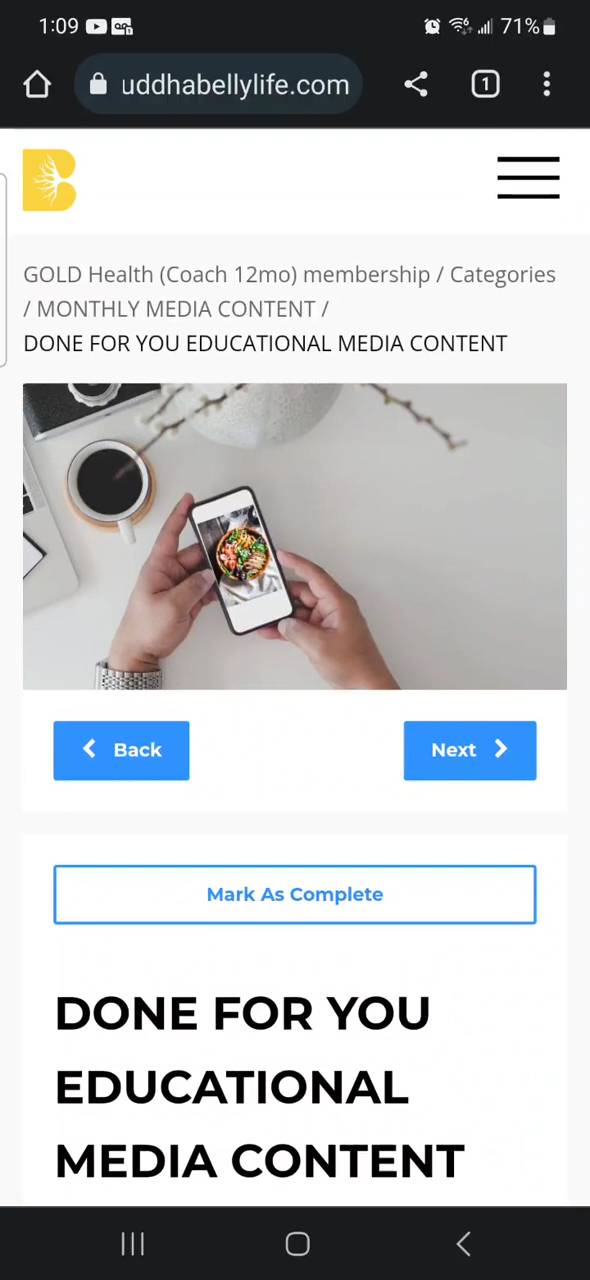 1:09
71%
uddhabellylife.com
1
GOLD Health (Coach 12mo) membership / Categories
/ MONTHLY MEDIA CONTENT /
DONE FOR YOU EDUCATIONAL MEDIA CONTENT
Back
Next
Mark As Complete
DONE FOR YOU
EDUCATIONAL
MEDIA CONTENT